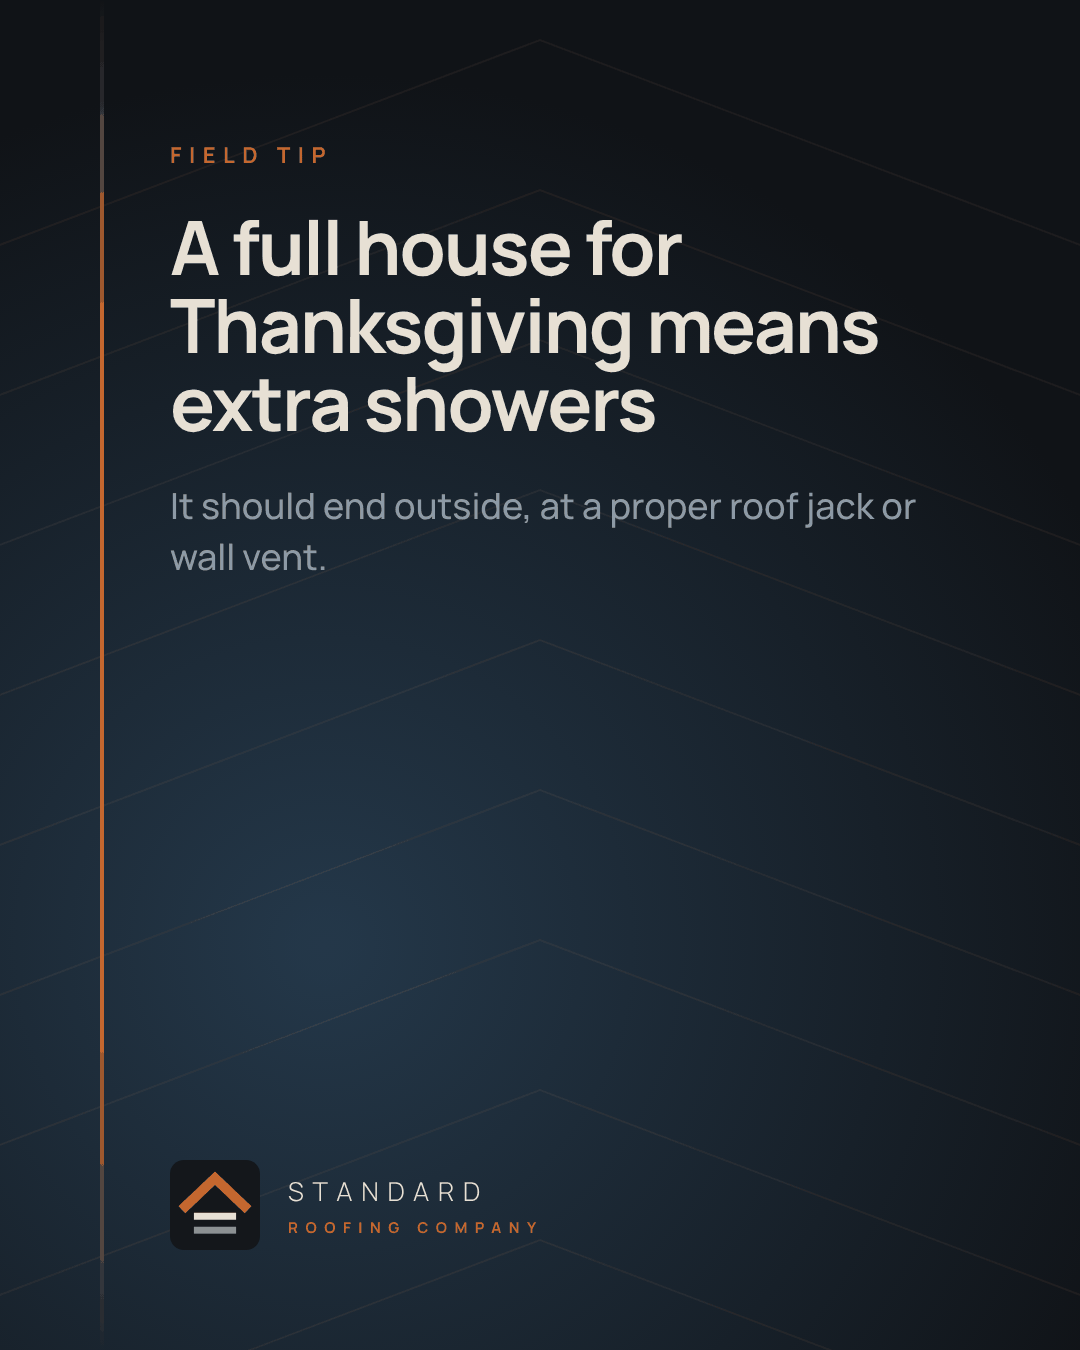 FIELD TIP
A full house for
Thanksgiving means
extra showers
It should end outside, at a proper roof jack or
wall vent.
STANDARD
ROOFING COMPANY